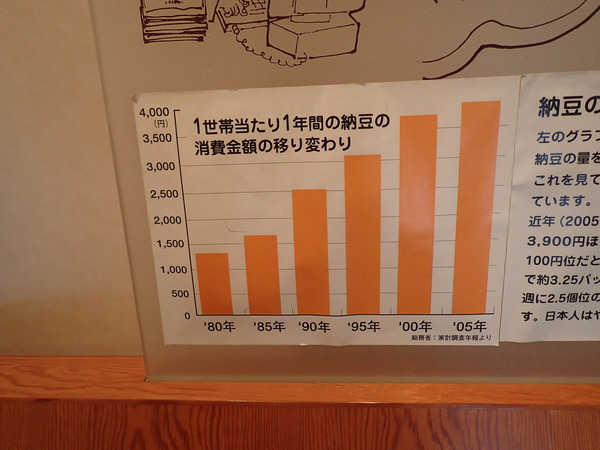 1世帯当たり1年間の納豆の
消費金額の移り変わり
4,000
(円)
3,500
3,000
2,500
2,000
1,500
1,000
500
0
'80年 '85年 '90年 '95年 '00年 '05年
総務省:家計調査年報より
納豆の
左のグラフ
納豆の量を
これを見て
ています。
近年(2005
3,900円ほ
100円位だと
で約3.25パッ
週に2.5個位の
す。日本人はヤ